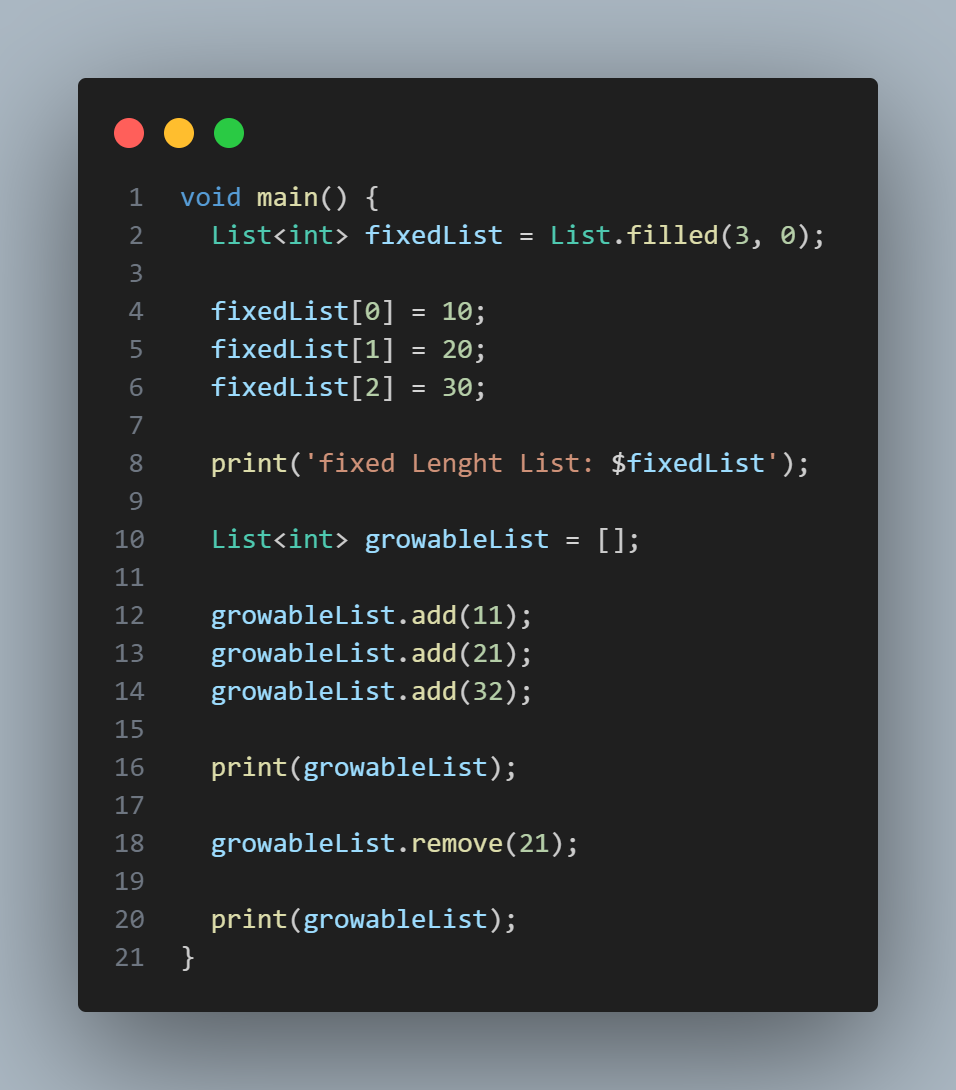 1 void main() {
2   List<int> fixedList = List.filled(3, 0);
3
4   fixedList[0] = 10;
5   fixedList[1] = 20;
6   fixedList[2] = 30;
7
8   print('fixed Lenght List: $fixedList');
9
10   List<int> growableList = [];
11
12   growableList.add(11);
13   growableList.add(21);
14   growableList.add(32);
15
16   print(growableList);
17
18   growableList.remove(21);
19
20   print(growableList);
21 }